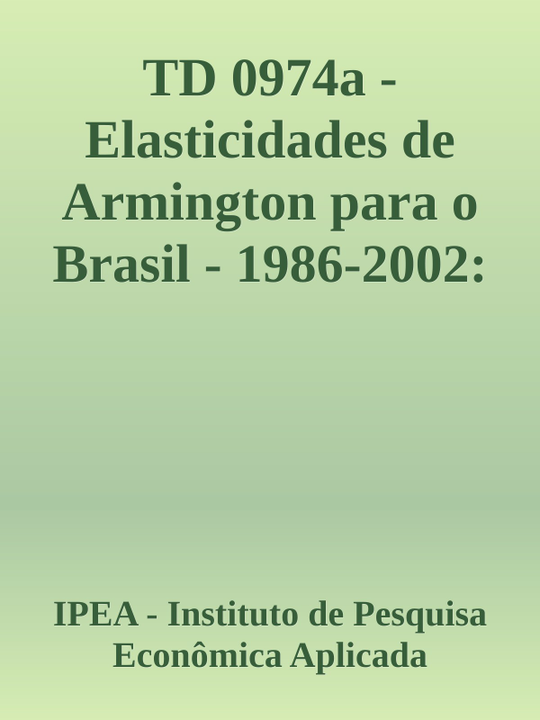 TD 0974a -
Elasticidades de
Armington para o
Brasil - 1986-2002:
IPEA - Instituto de Pesquisa
Econômica Aplicada